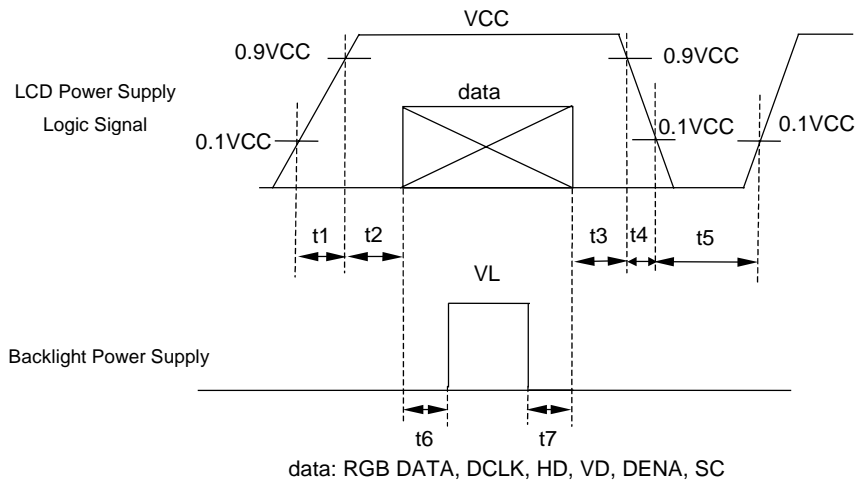 VCC
0.9VCC
0.9VCC
LCD Power Supply
data
Logic Signal
0.1VCC
0.1VCC
0.1VCC
t1
t2
t3
t4
t5
VL
Backlight Power Supply
t6
t7
data: RGB DATA, DCLK, HD, VD, DENA, SC